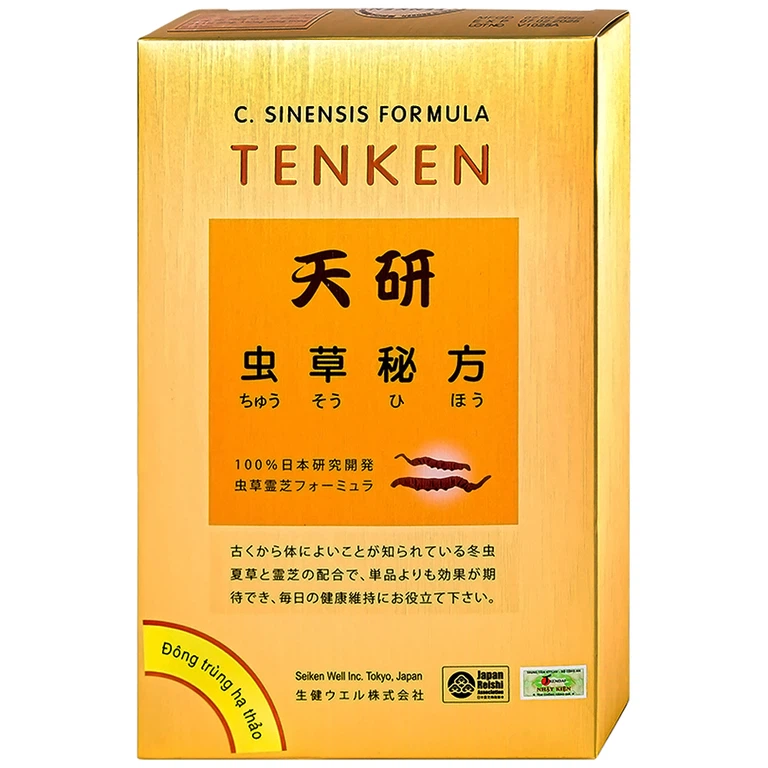 C. SINENSIS FORMULA
TENKEN
天研
虫草秘方
ちゅう そう ひ ほう
100%日本研究開発
虫草霊芝フォーミュラ
古くから体によいことが知られている冬虫
夏草と霊芝の配合で、単品よりも効果が期
待でき、毎日の健康維持にお役立て下さい。
Đông trùng hạ thảo
Seiken Well Inc. Tokyo, Japan
生健ウエル株式会社
Japan
Reishi
Association
NHẬT KIỆN